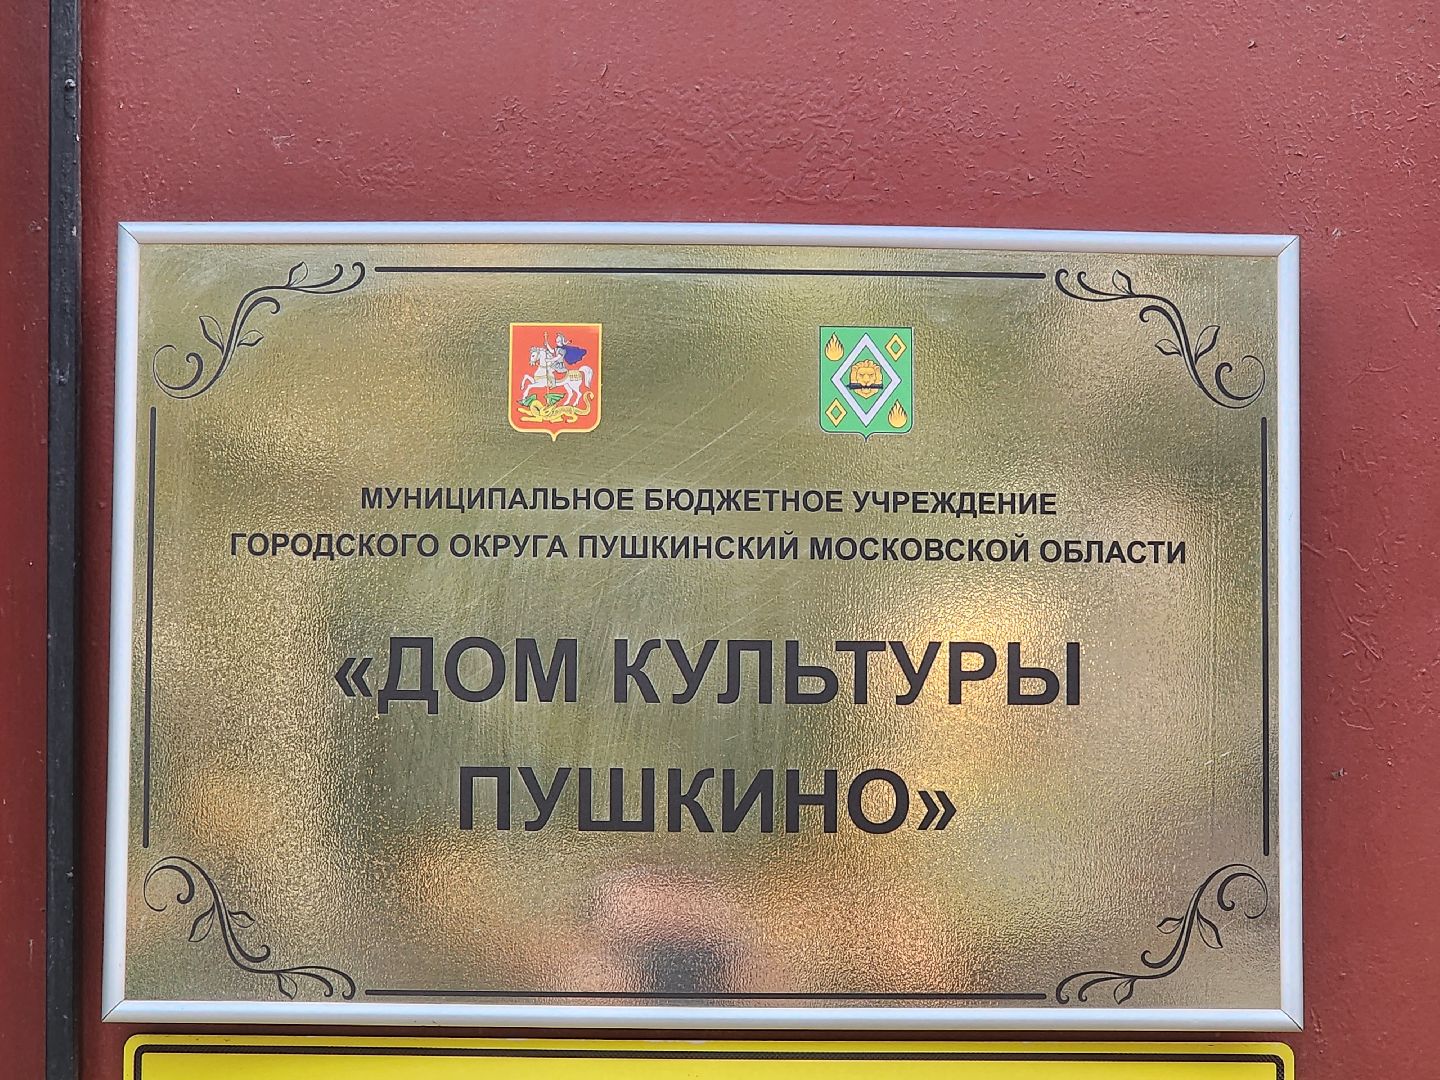 МУНИЦИПАЛЬНОЕ БЮДЖЕТНОЕ УЧРЕЖДЕНИЕ
ГОРОДСКОГО ОКРУГА ПУШКИНСКИЙ МОСКОВСКОЙ ОБЛАСТИ
«ДОМ КУЛЬТУРЫ
ПУШКИНО»